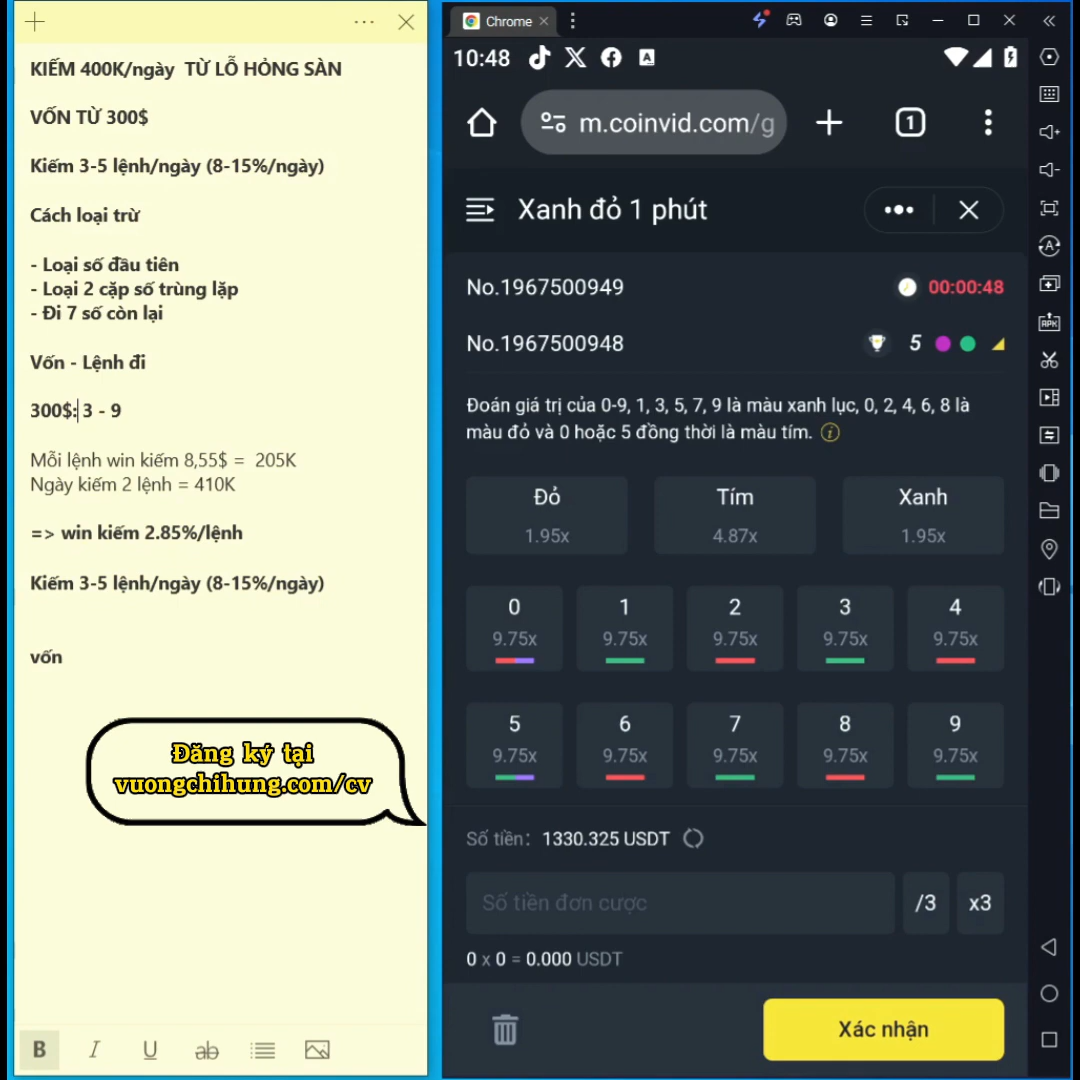 KIẾM 400K/ngày TỪ LỖ HỎNG SÀN
VỐN TỪ 300$
Kiếm 3-5 lệnh/ngày (8-15%/ngày)
Cách loại trừ
- Loại số đầu tiên
- Loại 2 cặp số trùng lặp
- Đi 7 số còn lại
Vốn - Lệnh đi
300$: 3 - 9
Mỗi lệnh win kiếm 8,55$ = 205K
Ngày kiếm 2 lệnh = 410K
=> win kiếm 2.85%/lệnh
Kiếm 3-5 lệnh/ngày (8-15%/ngày)
vốn
Đăng ký tại
vuongchihung.com/cv
B I U ab
Chrome
10:48
m.coinvid.com/g
1
Xanh đỏ 1 phút
No.1967500949 00:00:48
No.1967500948 5
Đoán giá trị của 0-9, 1, 3, 5, 7, 9 là màu xanh lục, 0, 2, 4, 6, 8 là
màu đỏ và 0 hoặc 5 đồng thời là màu tím.
Đỏ Tím Xanh
1.95x 4.87x 1.95x
0 1 2 3 4
9.75x 9.75x 9.75x 9.75x 9.75x
5 6 7 8 9
9.75x 9.75x 9.75x 9.75x 9.75x
Số tiền: 1330.325 USDT
Số tiền đơn cược /3 x3
0 x 0 = 0.000 USDT
Xác nhận
APK